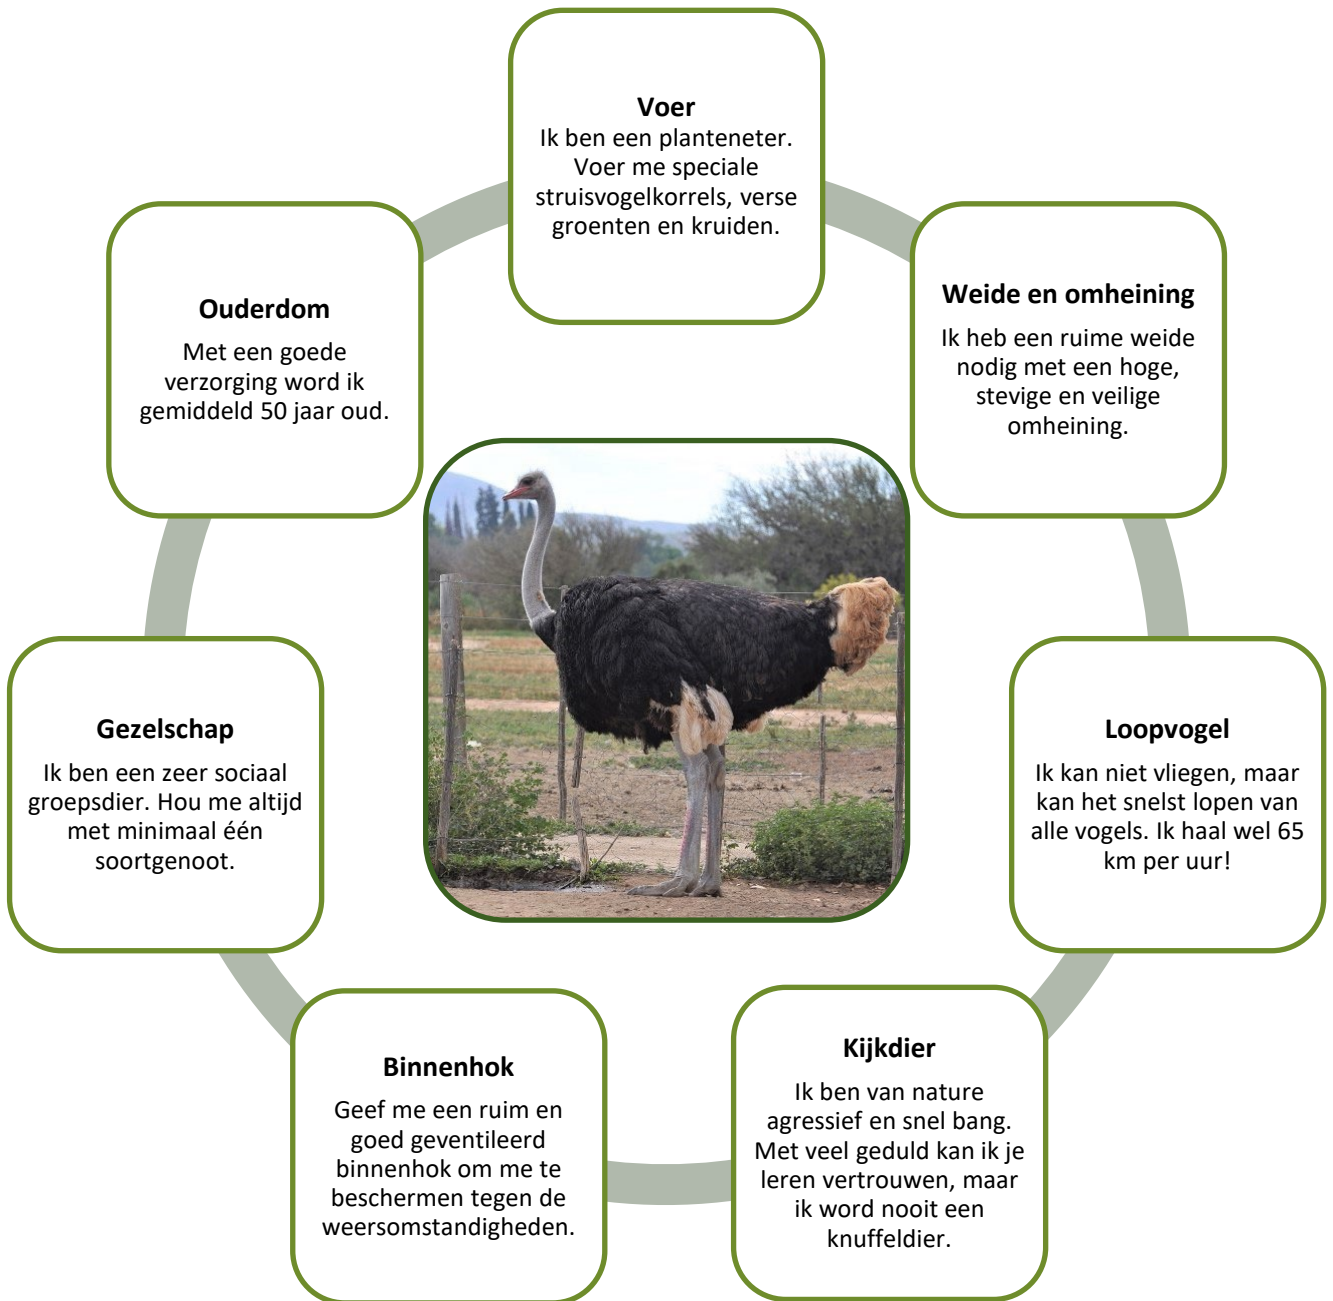 Voer
Ik ben een planteneter.
Voer me speciale
struisvogelkorrels, verse
groenten en kruiden.
Weide en omheining
Ik heb een ruime weide
nodig met een hoge,
stevige en veilige
omheining.
Loopvogel
Ik kan niet vliegen, maar
kan het snelst lopen van
alle vogels. Ik haal wel 65
km per uur!
Kijkdier
Ik ben van nature
agressief en snel bang.
Met veel geduld kan ik je
leren vertrouwen, maar
ik word nooit een
knuffeldier.
Binnenhok
Geef me een ruim en
goed geventileerd
binnenhok om me te
beschermen tegen de
weersomstandigheden.
Gezelschap
Ik ben een zeer sociaal
groepsdier. Hou me altijd
met minimaal één
soortgenoot.
Ouderdom
Met een goede
verzorging word ik
gemiddeld 50 jaar oud.